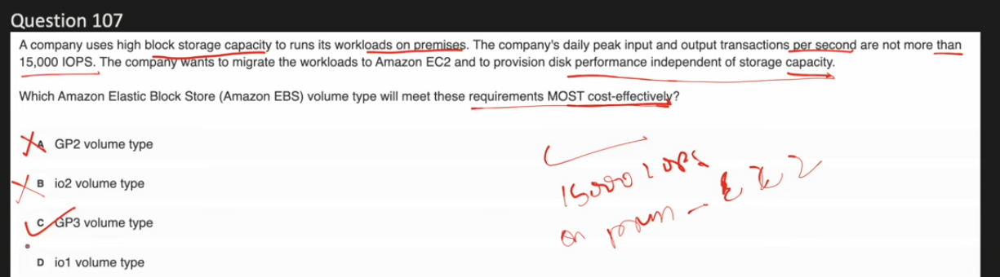 Question 107
A company uses high block storage capacity to runs its workloads on premises. The company's daily peak input and output transactions per second are not more than
15,000 IOPS. The company wants to migrate the workloads to Amazon EC2 and to provision disk performance independent of storage capacity.
Which Amazon Elastic Block Store (Amazon EBS) volume type will meet these requirements MOST cost-effectively?
A GP2 volume type
B io2 volume type
15000 IOPS
C GP3 volume type
on prem - EC2
D io1 volume type